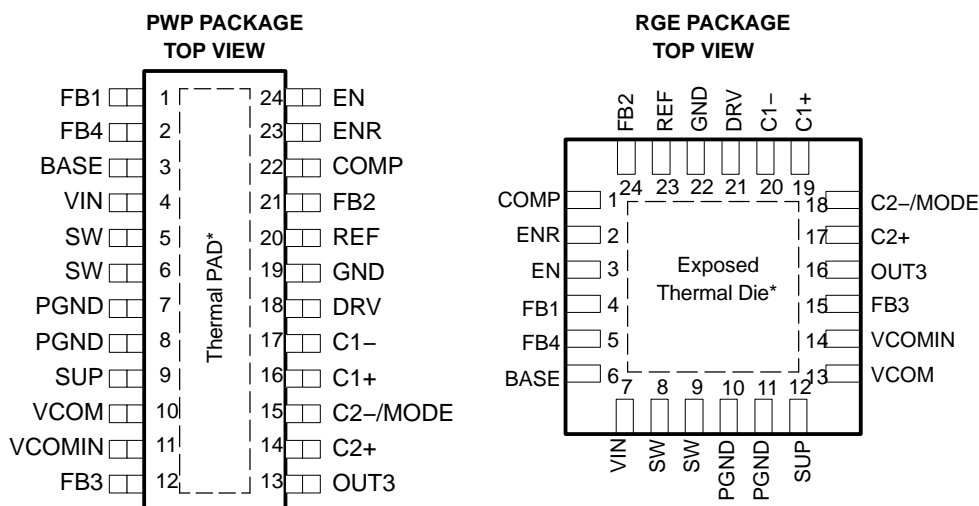 PWP PACKAGE
TOP VIEW
FB1 1 24 EN
FB4 2 23 ENR
BASE 3 22 COMP
VIN 4 21 FB2
SW 5 20 REF
SW 6 19 GND
PGND 7 18 DRV
PGND 8 17 C1−
SUP 9 16 C1+
VCOM 10 15 C2−/MODE
VCOMIN 11 14 C2+
FB3 12 13 OUT3
Thermal PAD*
RGE PACKAGE
TOP VIEW
FB2 REF GND DRV C1− C1+
24 23 22 21 20 19
COMP 1 18 C2−/MODE
ENR 2 17 C2+
EN 3 16 OUT3
FB1 4 15 FB3
FB4 5 14 VCOMIN
BASE 6 13 VCOM
Exposed
Thermal Die*
7 8 9 10 11 12
VIN SW SW PGND PGND SUP